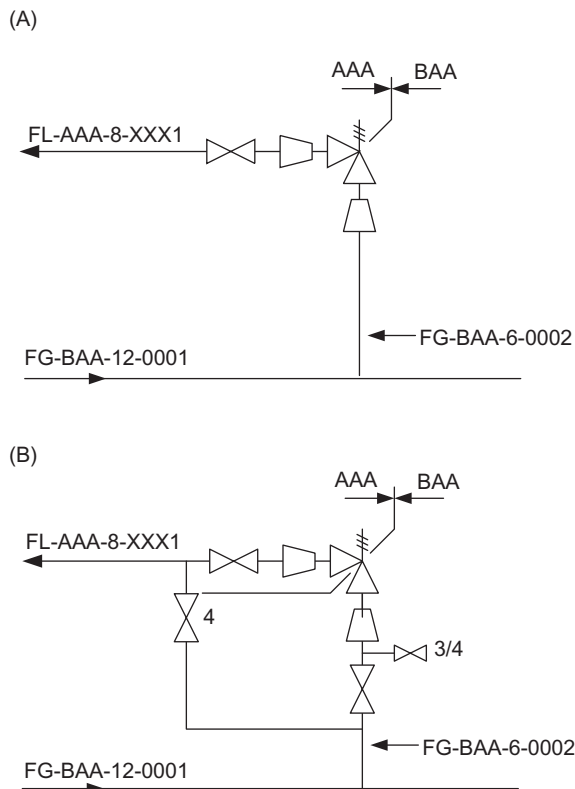 (A)
AAA BAA
FL-AAA-8-XXX1
FG-BAA-6-0002
FG-BAA-12-0001
(B)
AAA BAA
FL-AAA-8-XXX1
4
3/4
FG-BAA-6-0002
FG-BAA-12-0001